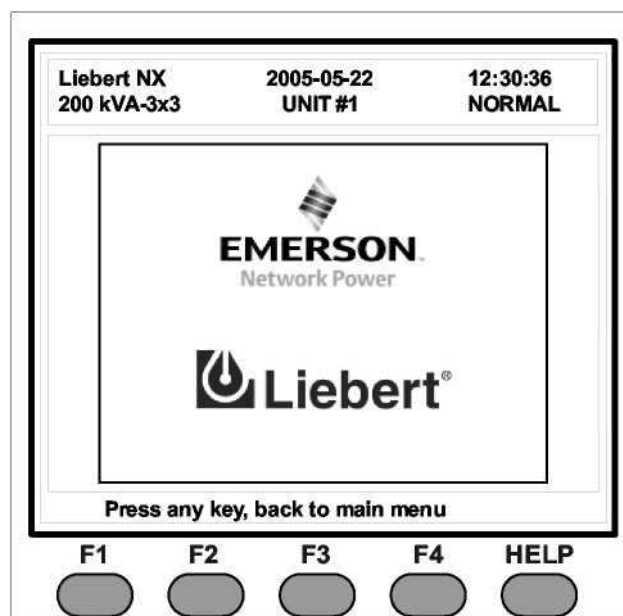 Liebert NX 2005-05-22 12:30:36
200 kVA-3x3 UNIT #1 NORMAL
EMERSON™
Network Power
Liebert®
Press any key, back to main menu
F1 F2 F3 F4 HELP